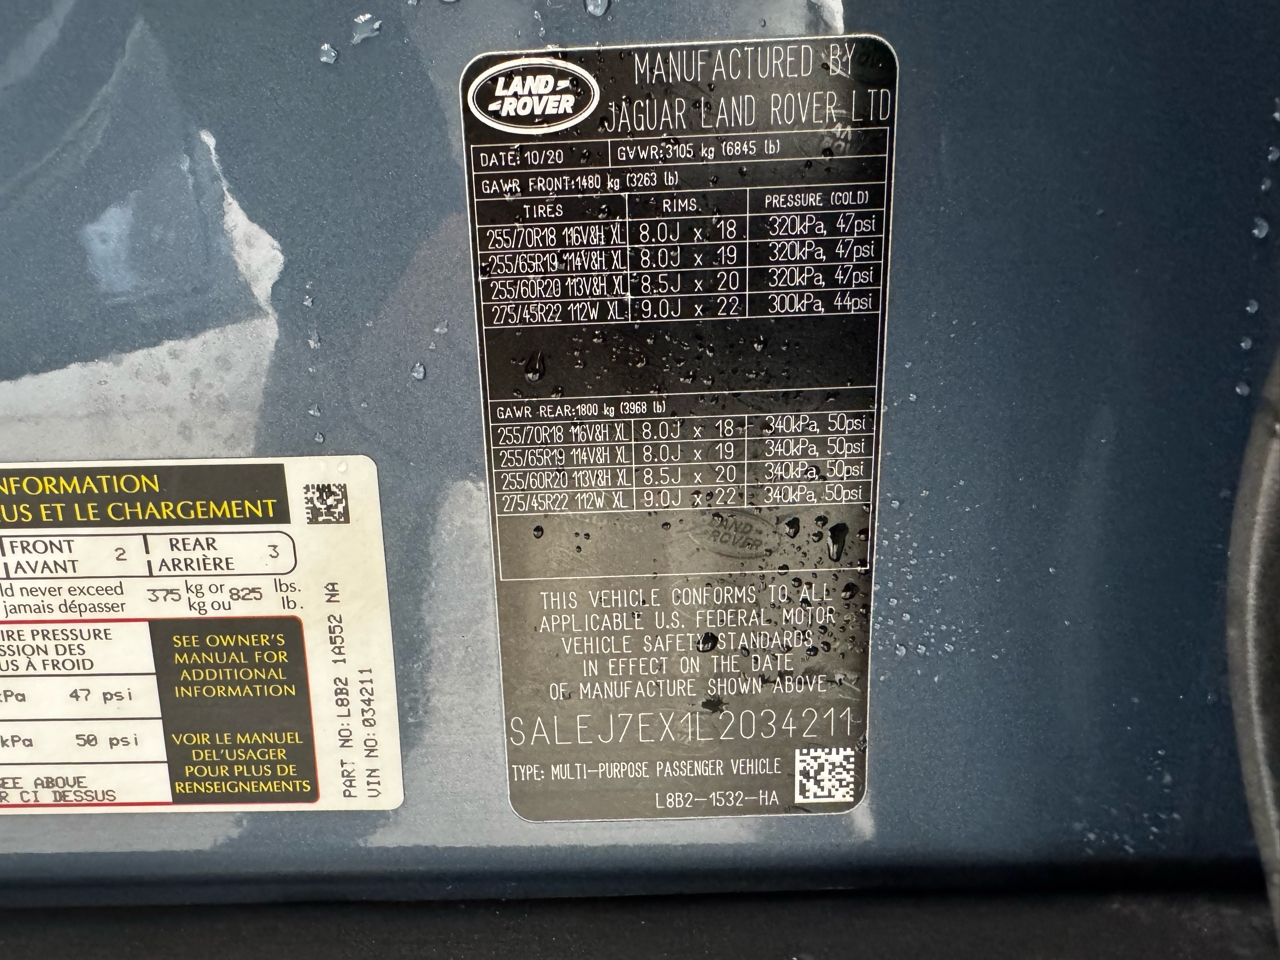 LAND-
-ROVER
MANUFACTURED BY
JAGUAR LAND ROVER LTD
DATE: 10/20 GVWR:3105 kg (6845 lb)
GAWR FRONT:1480 kg (3263 lb)
TIRES RIMS. PRESSURE (COLD)
255/70R18 116V&H XL 8.0J x 18 320kPa, 47psi
255/65R19 114V&H XL 8.0J x 19 320kPa, 47psi
255/60R20 113V&H XL 8.5J x 20 320kPa, 47psi
275/45R22 112W XL 9.0J x 22 300kPa, 44psi
GAWR REAR:1800 kg (3968 lb)
255/70R18 116V&H XL 8.0J x 18 340kPa, 50psi
255/65R19 114V&H XL 8.0J x 19 340kPa, 50psi
255/60R20 113V&H XL 8.5J x 20 340kPa, 50psi
275/45R22 112W XL 9.0J x 22 340kPa, 50psi
LAND-
ROVER
THIS VEHICLE CONFORMS TO ALL
APPLICABLE U.S. FEDERAL MOTOR
VEHICLE SAFETY STANDARDS
IN EFFECT ON THE DATE
OF MANUFACTURE SHOWN ABOVE
SALEJ7EX1L2034211
TYPE: MULTI-PURPOSE PASSENGER VEHICLE
L8B2-1532-HA
NFORMATION
US ET LE CHARGEMENT
FRONT 2 REAR 3
AVANT ARRIÈRE
ld never exceed 375 kg or 825 lbs.
jamais dépasser kg ou lb.
IRE PRESSURE
SSION DES
US À FROID
kPa 47 psi
kPa 50 psi
EE ABOVE
R CI DESSUS
SEE OWNER'S
MANUAL FOR
ADDITIONAL
INFORMATION
VOIR LE MANUEL
DEL'USAGER
POUR PLUS DE
RENSEIGNEMENTS
PART NO: L8B2 1A552 NA
VIN NO: 034211